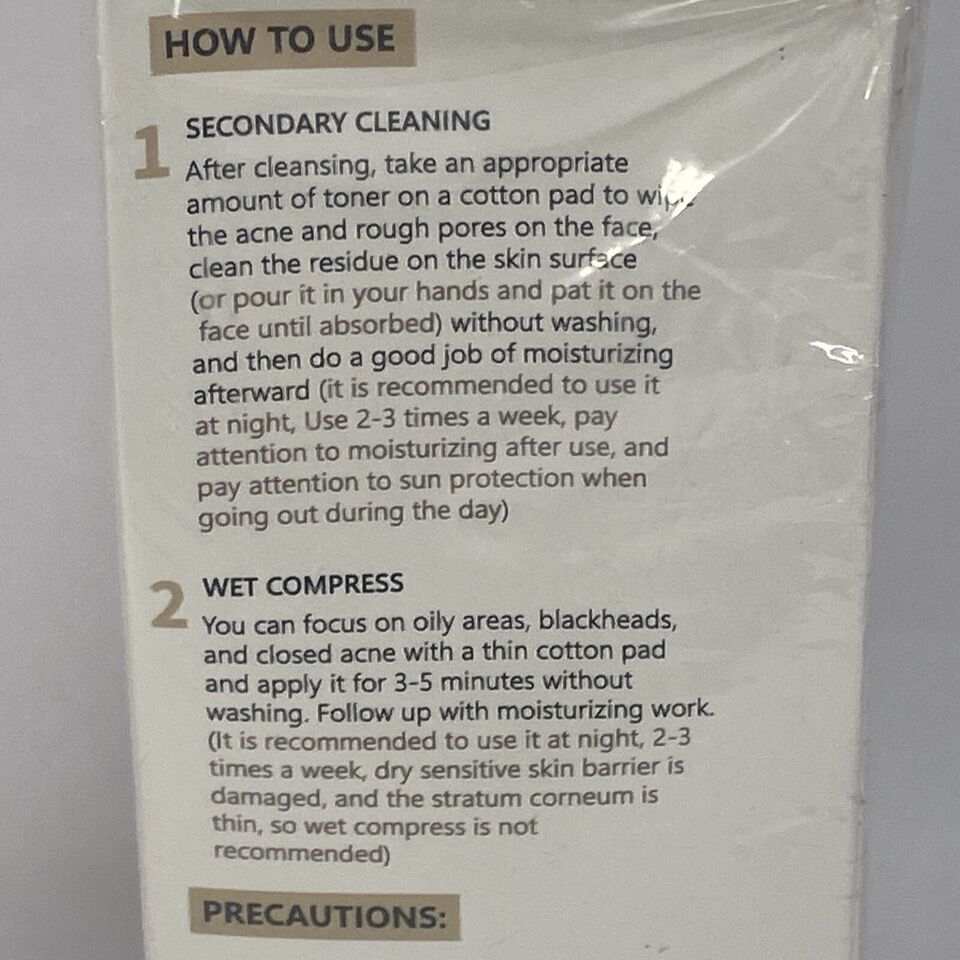 HOW TO USE
1
SECONDARY CLEANING
After cleansing, take an appropriate
amount of toner on a cotton pad to
the acne and rough pores on the face,
clean the residue on the skin surface
(or pour it in your hands and pat it on the
face until absorbed) without washing,
and then do a good job of moisturizing
afterward (it is recommended to use it
at night, Use 2-3 times a week, pay
attention to moisturizing after use, and
pay attention to sun protection when
going out during the day)
2
WET COMPRESS
You can focus on oily areas, blackheads,
and closed acne with a thin cotton pad
and apply it for 3-5 minutes without
washing. Follow up with moisturizing work.
(It is recommended to use it at night, 2-3
times a week, dry sensitive skin barrier is
damaged, and the stratum corneum is
thin, so wet compress is not
recommended)
PRECAUTIONS: